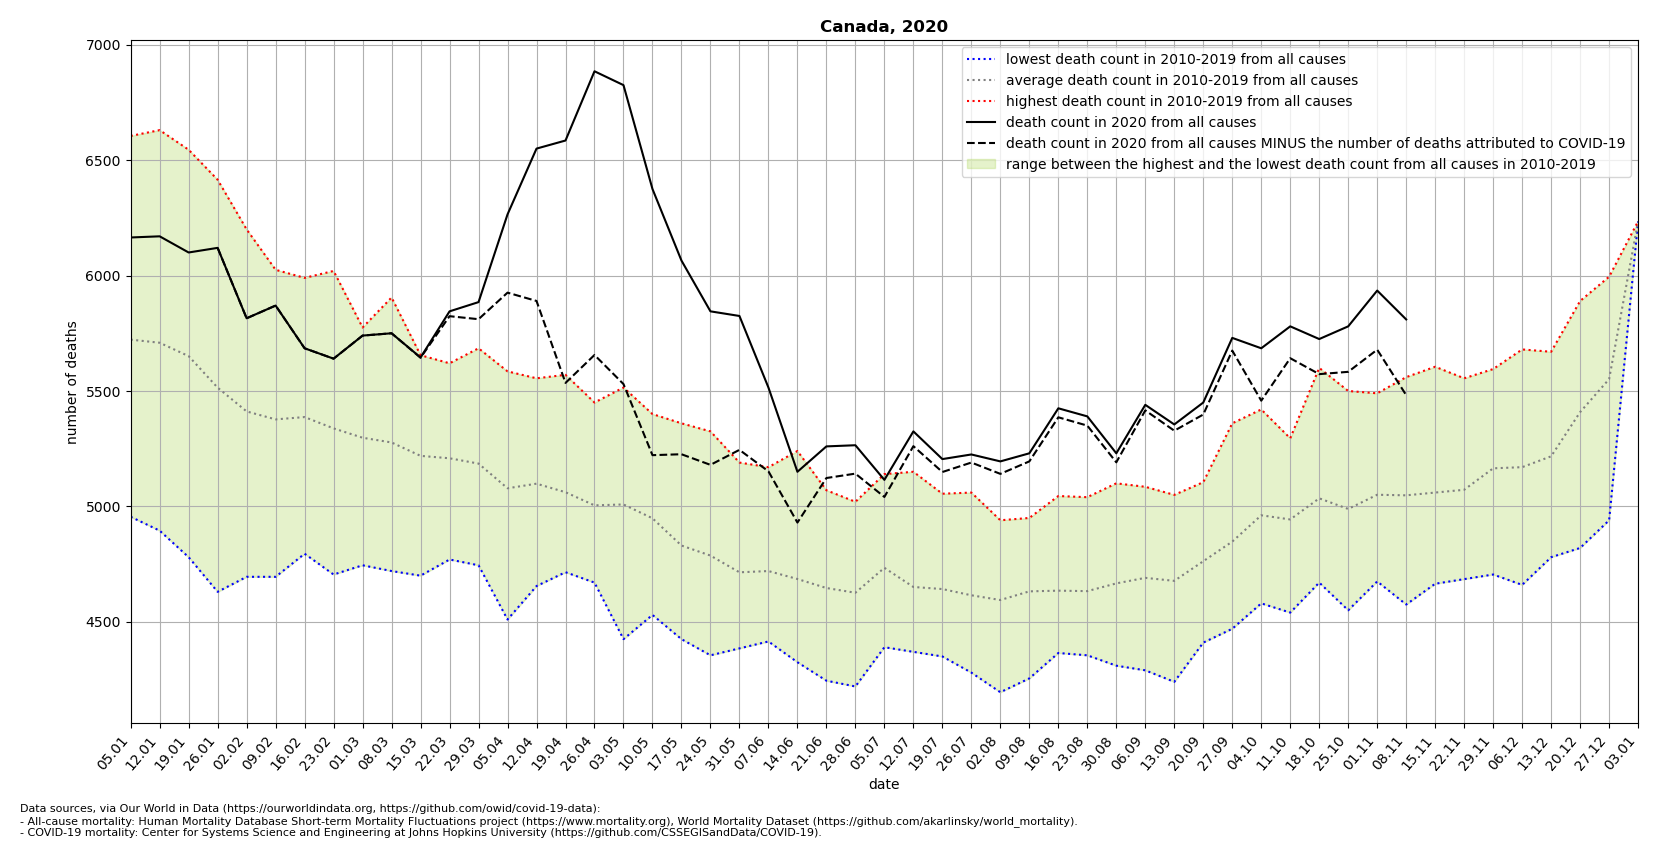 Canada, 2020
7000
6500
6000
5500
5000
4500
number of deaths
lowest death count in 2010-2019 from all causes
average death count in 2010-2019 from all causes
highest death count in 2010-2019 from all causes
death count in 2020 from all causes
death count in 2020 from all causes MINUS the number of deaths attributed to COVID-19
range between the highest and the lowest death count from all causes in 2010-2019
05.01 12.01 19.01 26.01 02.02 09.02 16.02 23.02 01.03 08.03 15.03 22.03 29.03 05.04 12.04 19.04 26.04 03.05 10.05 17.05 24.05 31.05 07.06 14.06 21.06 28.06 05.07 12.07 19.07 26.07 02.08 09.08 16.08 23.08 30.08 06.09 13.09 20.09 27.09 04.10 11.10 18.10 25.10 01.11 08.11 15.11 22.11 29.11 06.12 13.12 20.12 27.12 03.01
date
Data sources, via Our World in Data (https://ourworldindata.org, https://github.com/owid/covid-19-data):
- All-cause mortality: Human Mortality Database Short-term Mortality Fluctuations project (https://www.mortality.org), World Mortality Dataset (https://github.com/akarlinsky/world_mortality).
- COVID-19 mortality: Center for Systems Science and Engineering at Johns Hopkins University (https://github.com/CSSEGISandData/COVID-19).